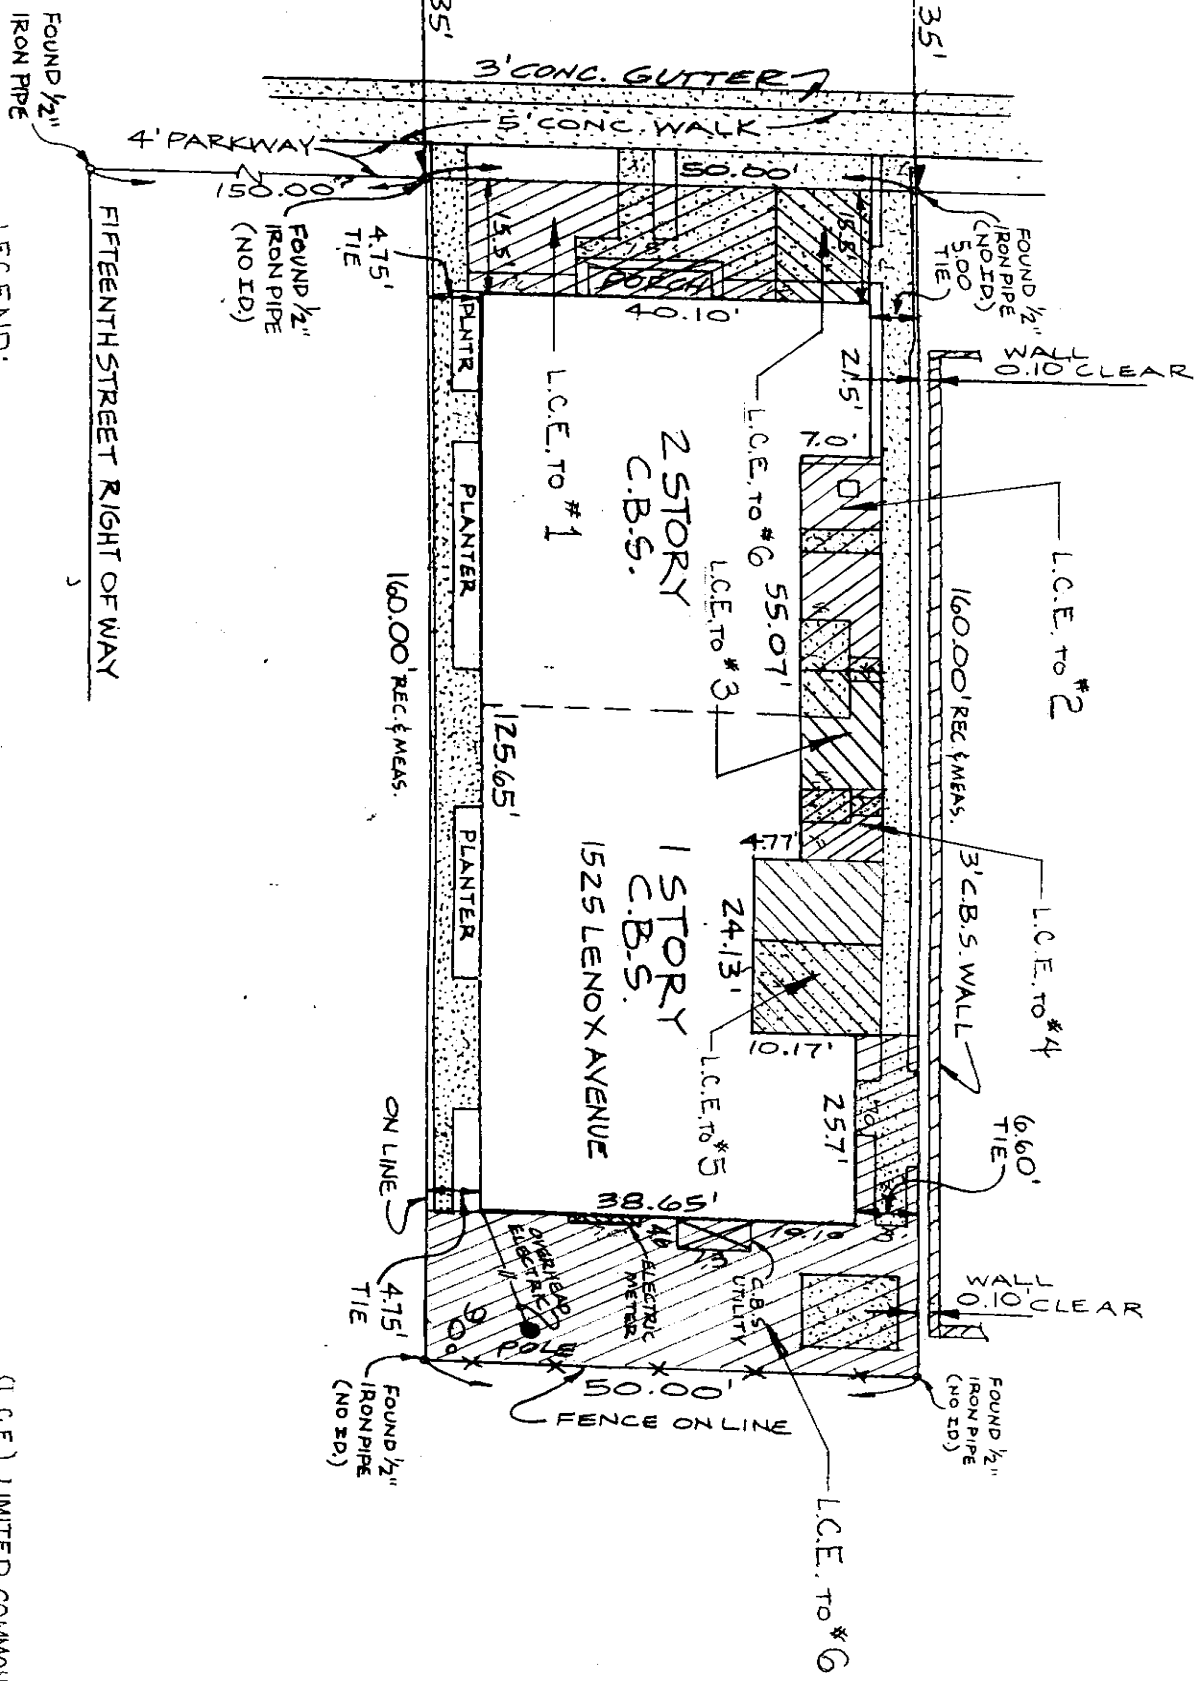 35'
35'
3' CONC. GUTTER
5' CONC. WALK
4' PARKWAY
FOUND 1/2"
IRON PIPE
150.00'
50.00'
FOUND 1/2"
IRON PIPE
(NO I.D.)
FOUND 1/2"
IRON PIPE
(NO I.D.)
5.00
TIE
4.75'
TIE
15.5'
15.5'
PORCH
40.10'
WALL
0.10' CLEAR
FIFTEENTH STREET RIGHT OF WAY
LEGEND:
PLNTR
L.C.E. TO #1
L.C.E. TO #6
21.5'
7.0'
2 STORY
C.B.S.
PLANTER
L.C.E. TO #3
55.07'
L.C.E. TO #2
160.00' REC. & MEAS.
160.00' REC. & MEAS.
125.65'
3' C.B.S. WALL
L.C.E. TO #4
4.77'
PLANTER
1 STORY
C.B.S.
1525 LENOX AVENUE
24.13'
10.17'
L.C.E. TO #5
25.7'
6.60'
TIE
ON LINE
38.65'
10.10
4.75'
TIE
OVERHEAD
ELECTRIC
POLE
ELECTRIC
METER
C.B.S.
UTILITY
WALL
0.10' CLEAR
50.00'
FENCE ON LINE
FOUND 1/2"
IRON PIPE
(NO I.D.)
FOUND 1/2"
IRON PIPE
(NO I.D.)
L.C.E. TO #6
(L.C.E.) LIMITED COMMON